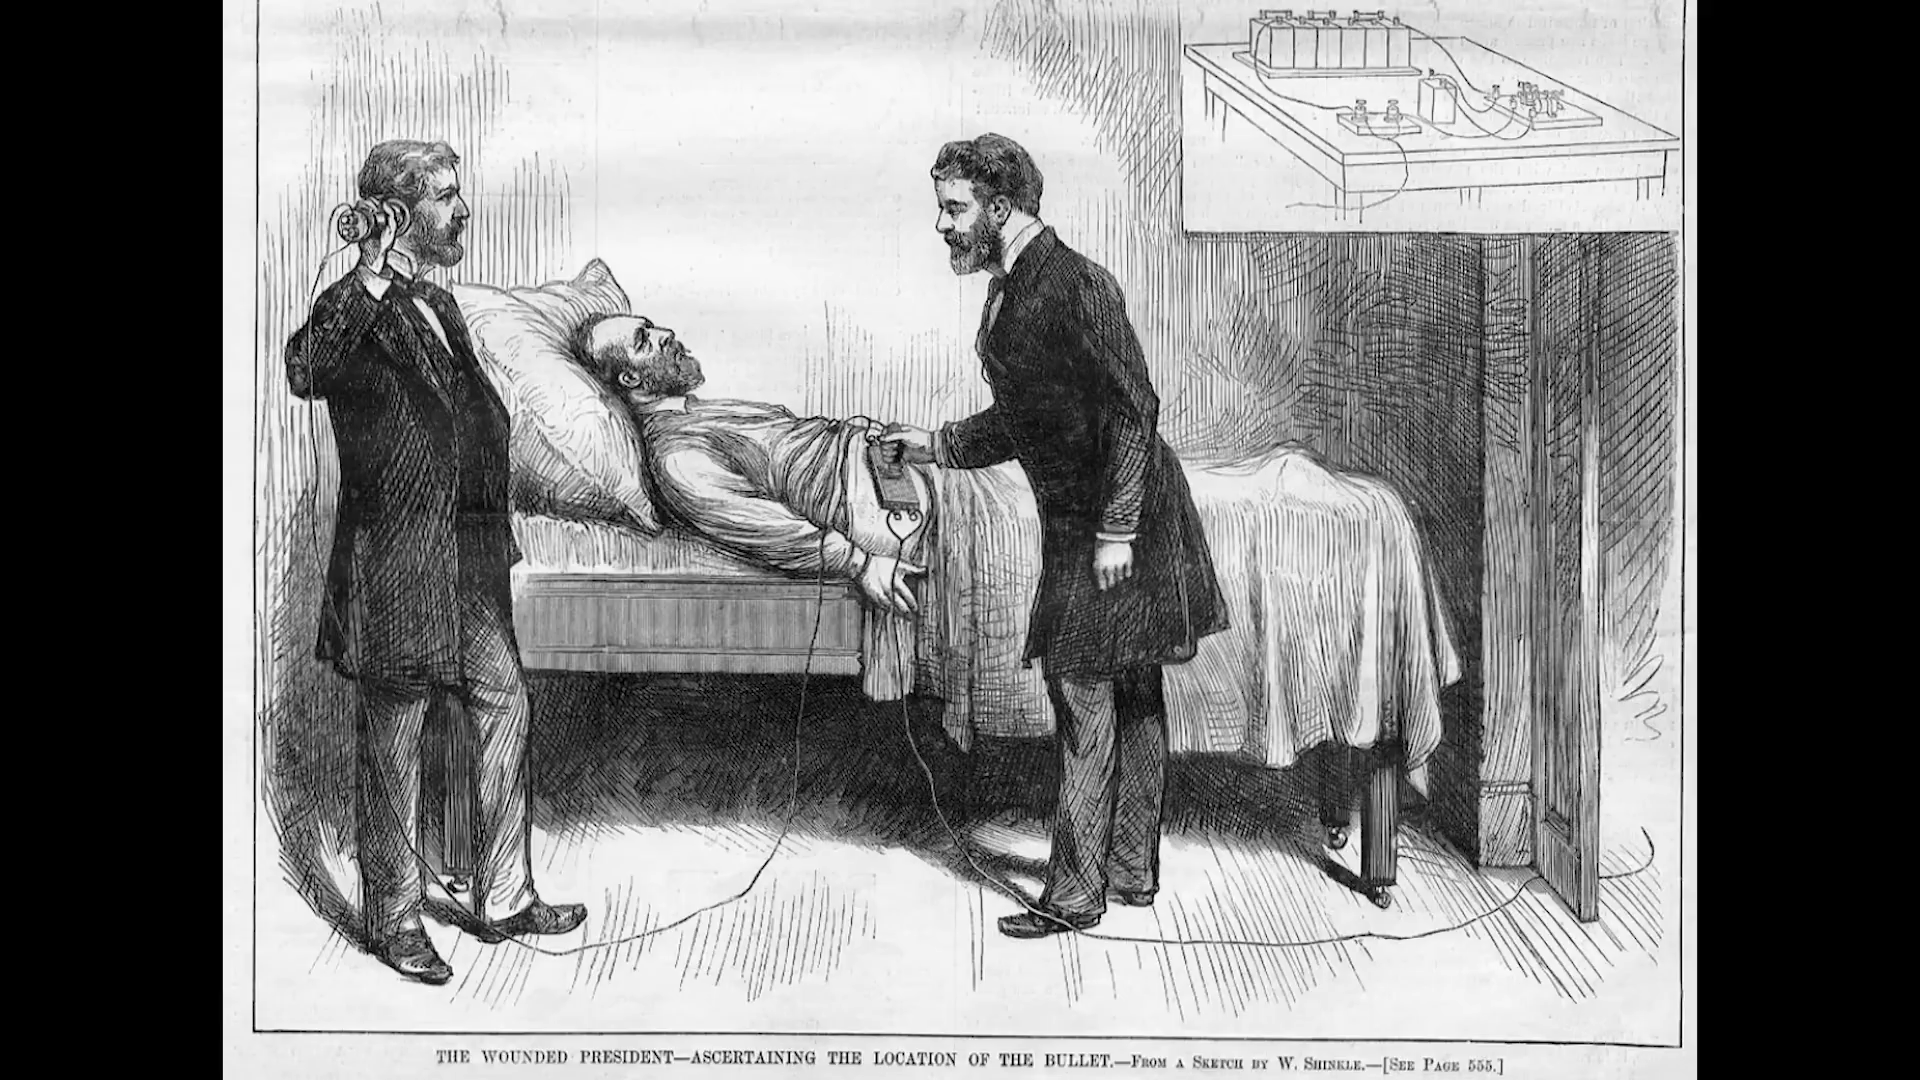 THE WOUNDED PRESIDENT—ASCERTAINING THE LOCATION OF THE BULLET.—From a Sketch by W. Shinkle.—[See Page 555.]